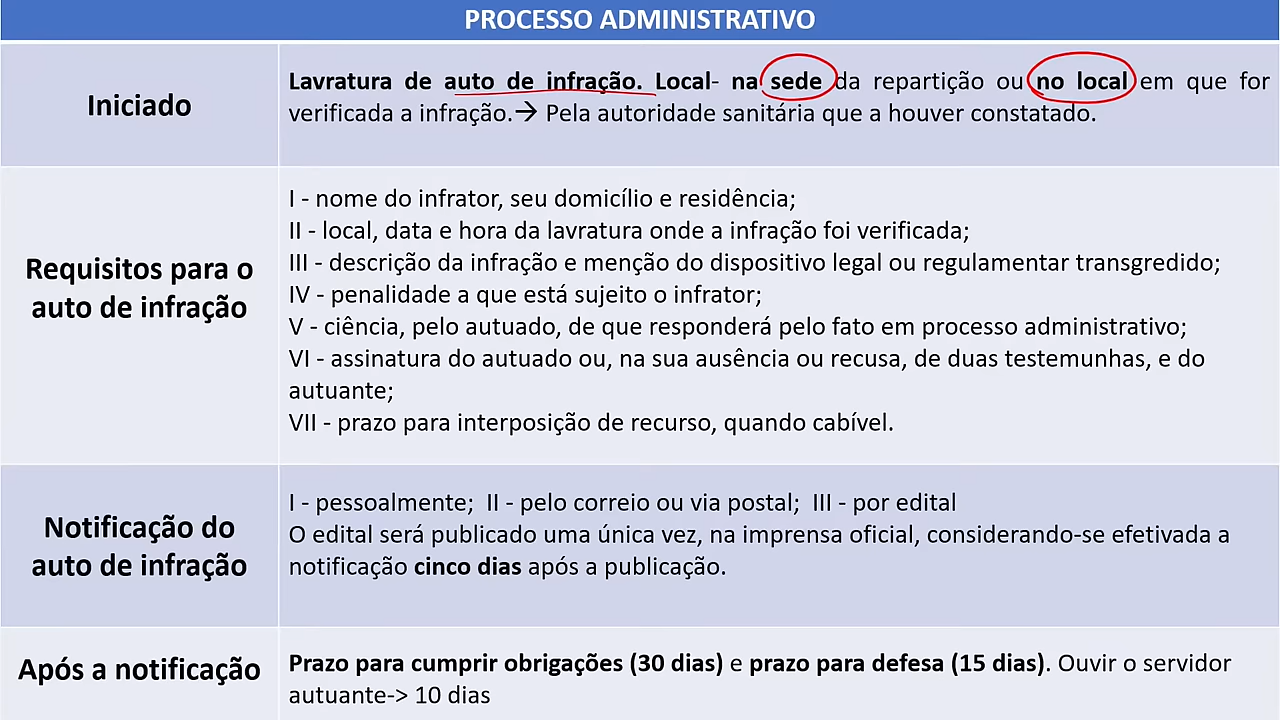 PROCESSO ADMINISTRATIVO
Iniciado
Lavratura de auto de infração. Local- na sede da repartição ou no local em que for
verificada a infração.→ Pela autoridade sanitária que a houver constatado.
Requisitos para o
auto de infração
I - nome do infrator, seu domicílio e residência;
II - local, data e hora da lavratura onde a infração foi verificada;
III - descrição da infração e menção do dispositivo legal ou regulamentar transgredido;
IV - penalidade a que está sujeito o infrator;
V - ciência, pelo autuado, de que responderá pelo fato em processo administrativo;
VI - assinatura do autuado ou, na sua ausência ou recusa, de duas testemunhas, e do
autuante;
VII - prazo para interposição de recurso, quando cabível.
Notificação do
auto de infração
I - pessoalmente;  II - pelo correio ou via postal;  III - por edital
O edital será publicado uma única vez, na imprensa oficial, considerando-se efetivada a
notificação cinco dias após a publicação.
Após a notificação
Prazo para cumprir obrigações (30 dias) e prazo para defesa (15 dias). Ouvir o servidor
autuante-> 10 dias